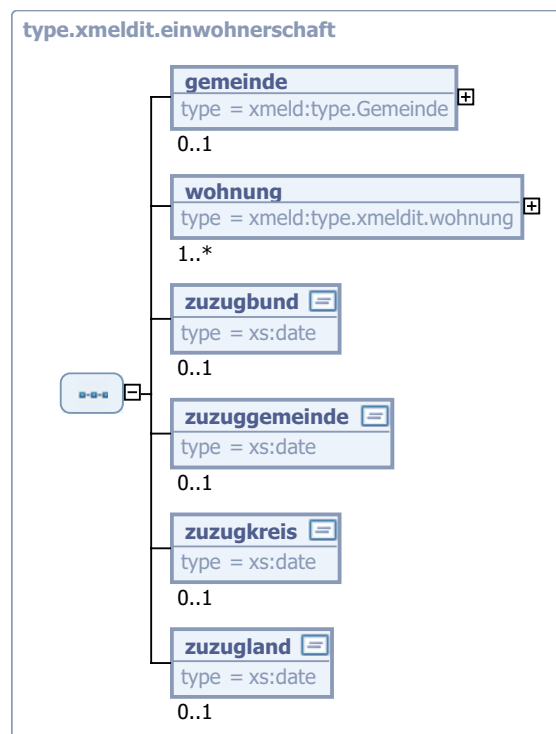 type.xmeldit.einwohnerschaft
gemeinde
type = xmeld:type.Gemeinde
0..1
wohnung
type = xmeld:type.xmeldit.wohnung
1..*
zuzugbund
type = xs:date
0..1
zuzuggemeinde
type = xs:date
0..1
zuzugkreis
type = xs:date
0..1
zuzugland
type = xs:date
0..1